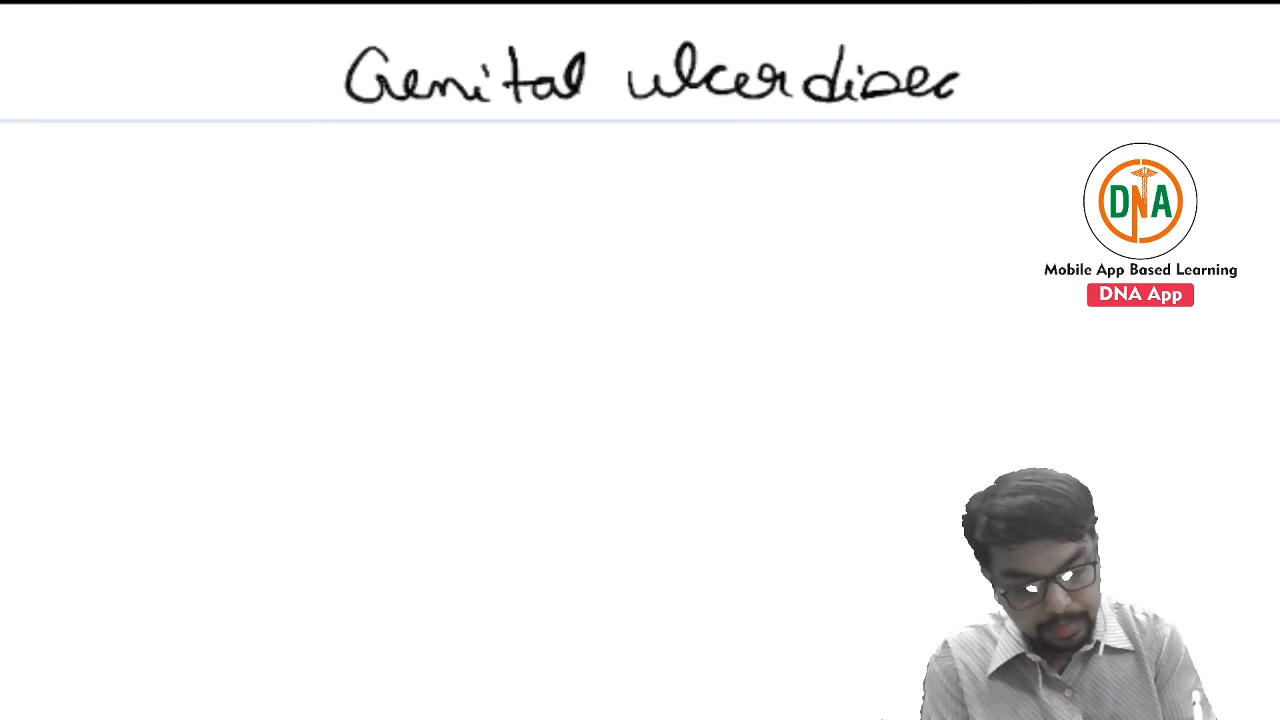 Genital ulcer disec
DNA
Mobile App Based Learning
DNA App